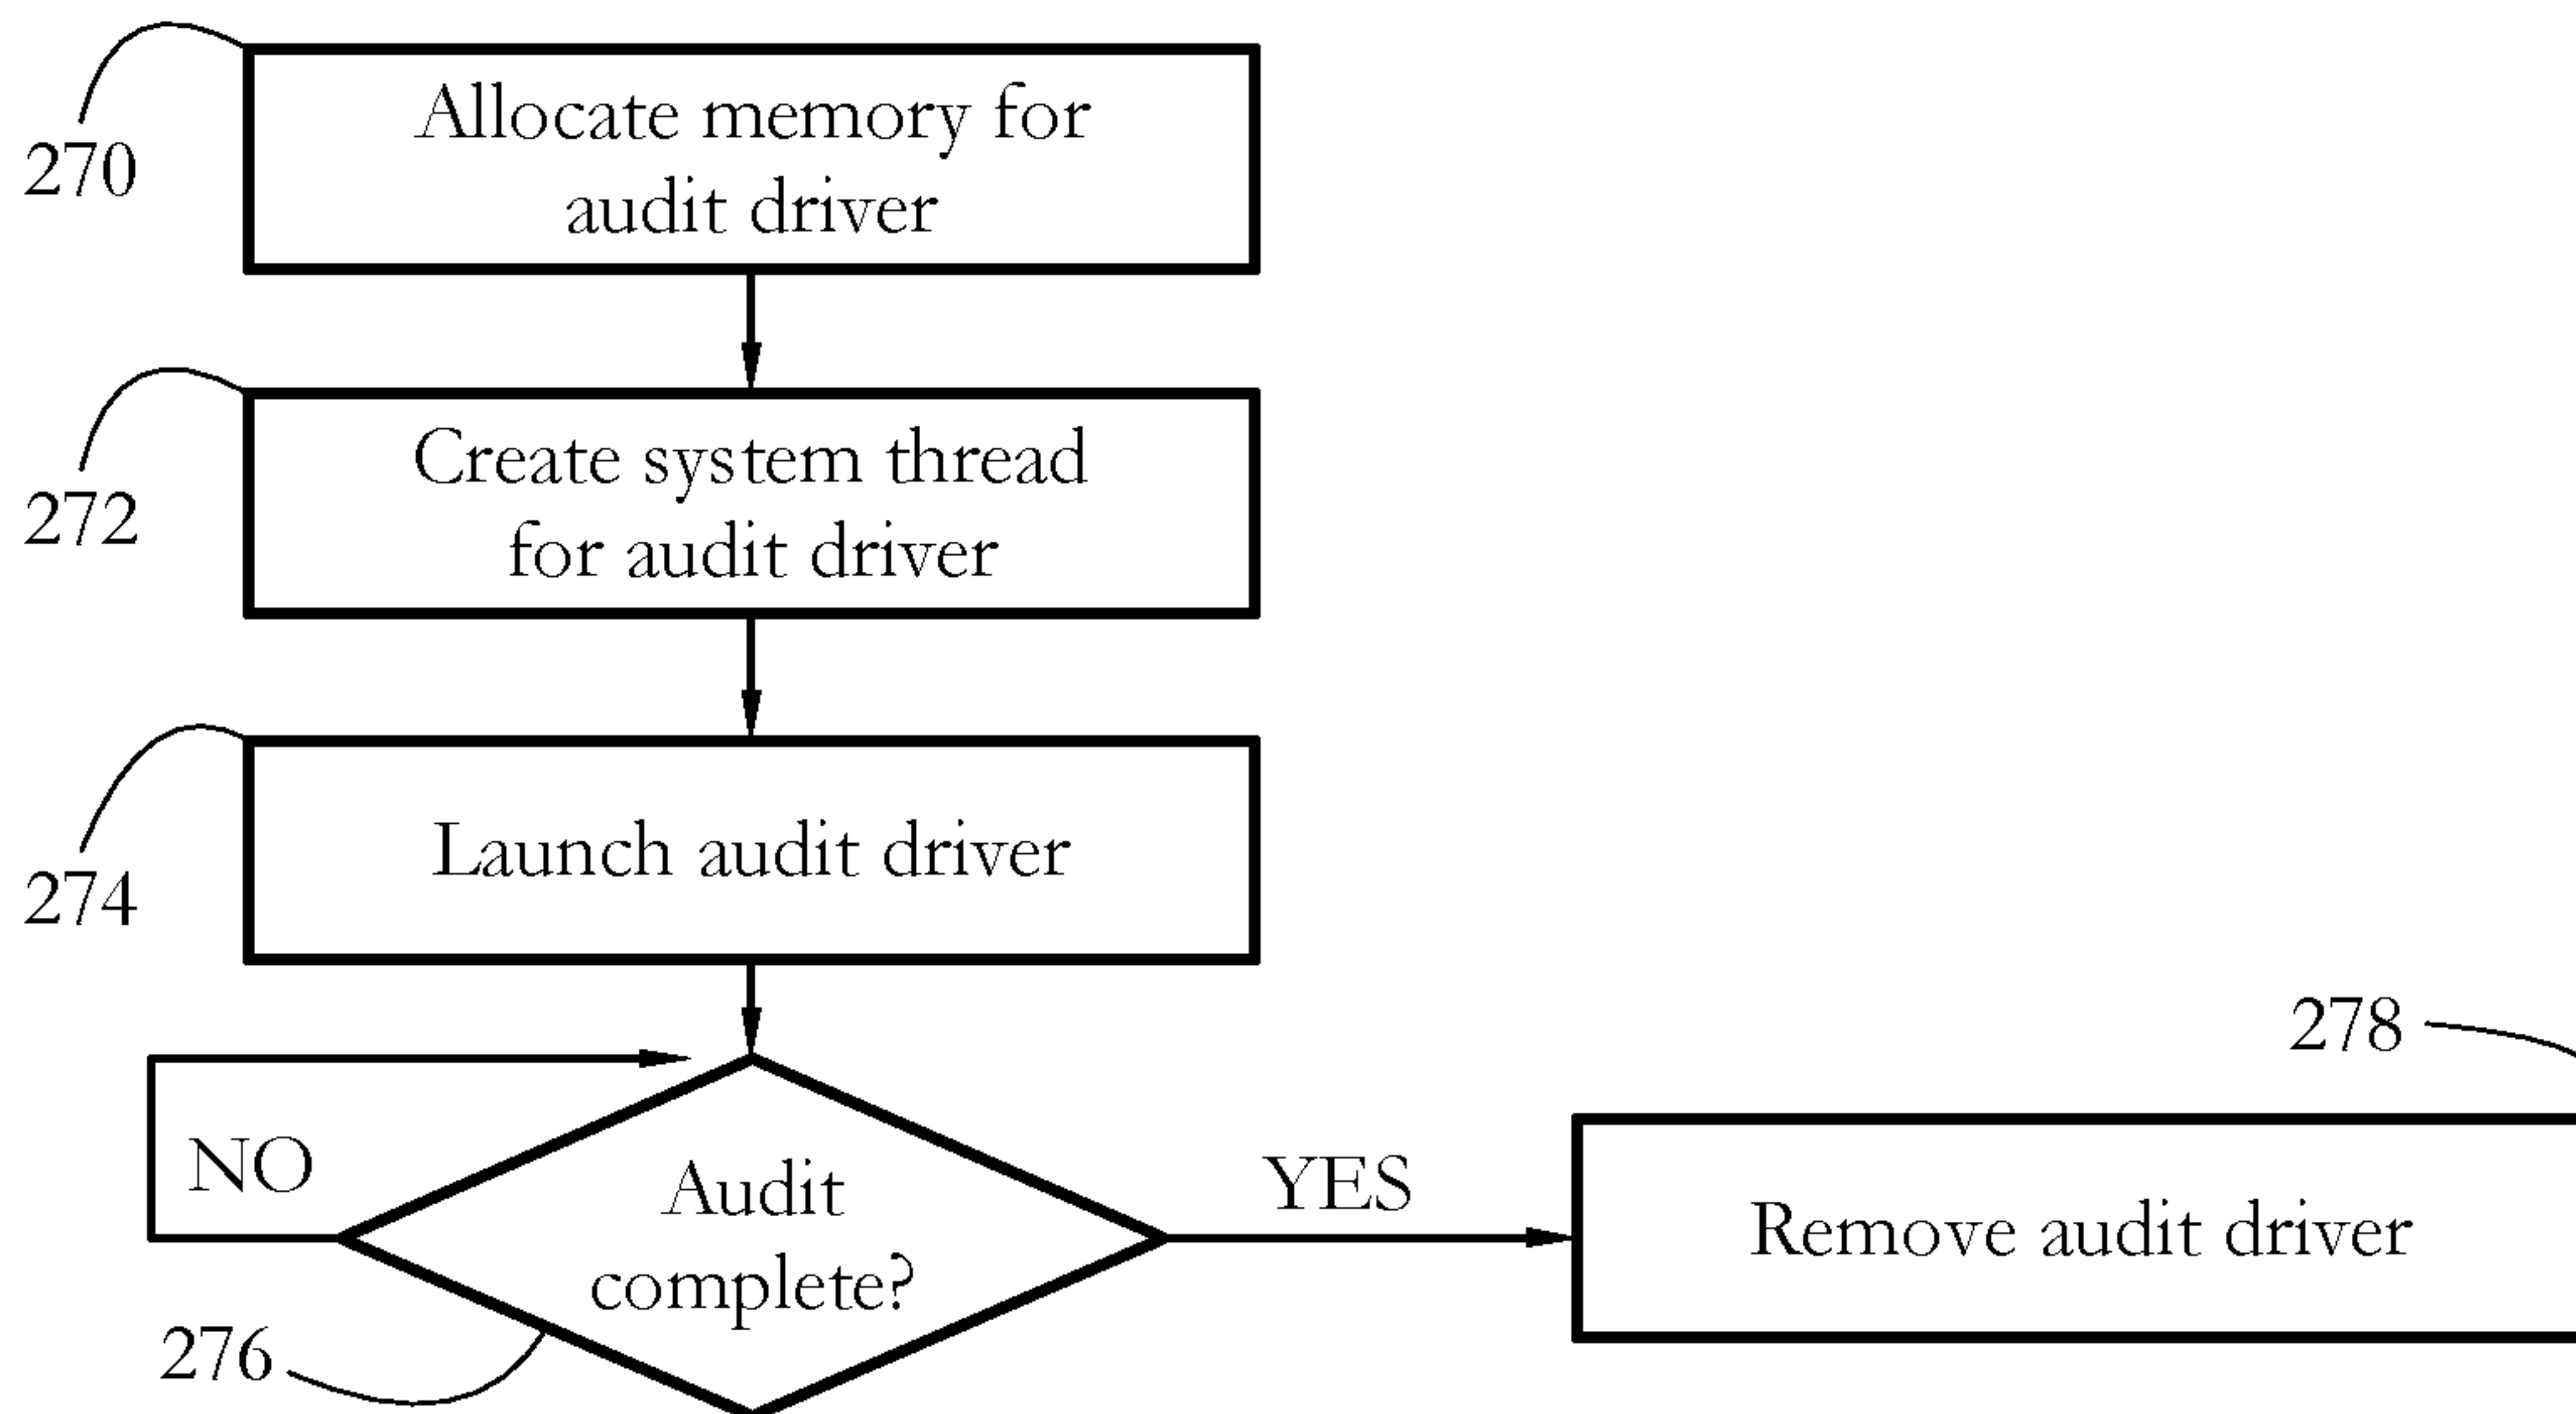 270
Allocate memory for
audit driver
272
Create system thread
for audit driver
274
Launch audit driver
278
NO
YES
Audit
complete?
Remove audit driver
276